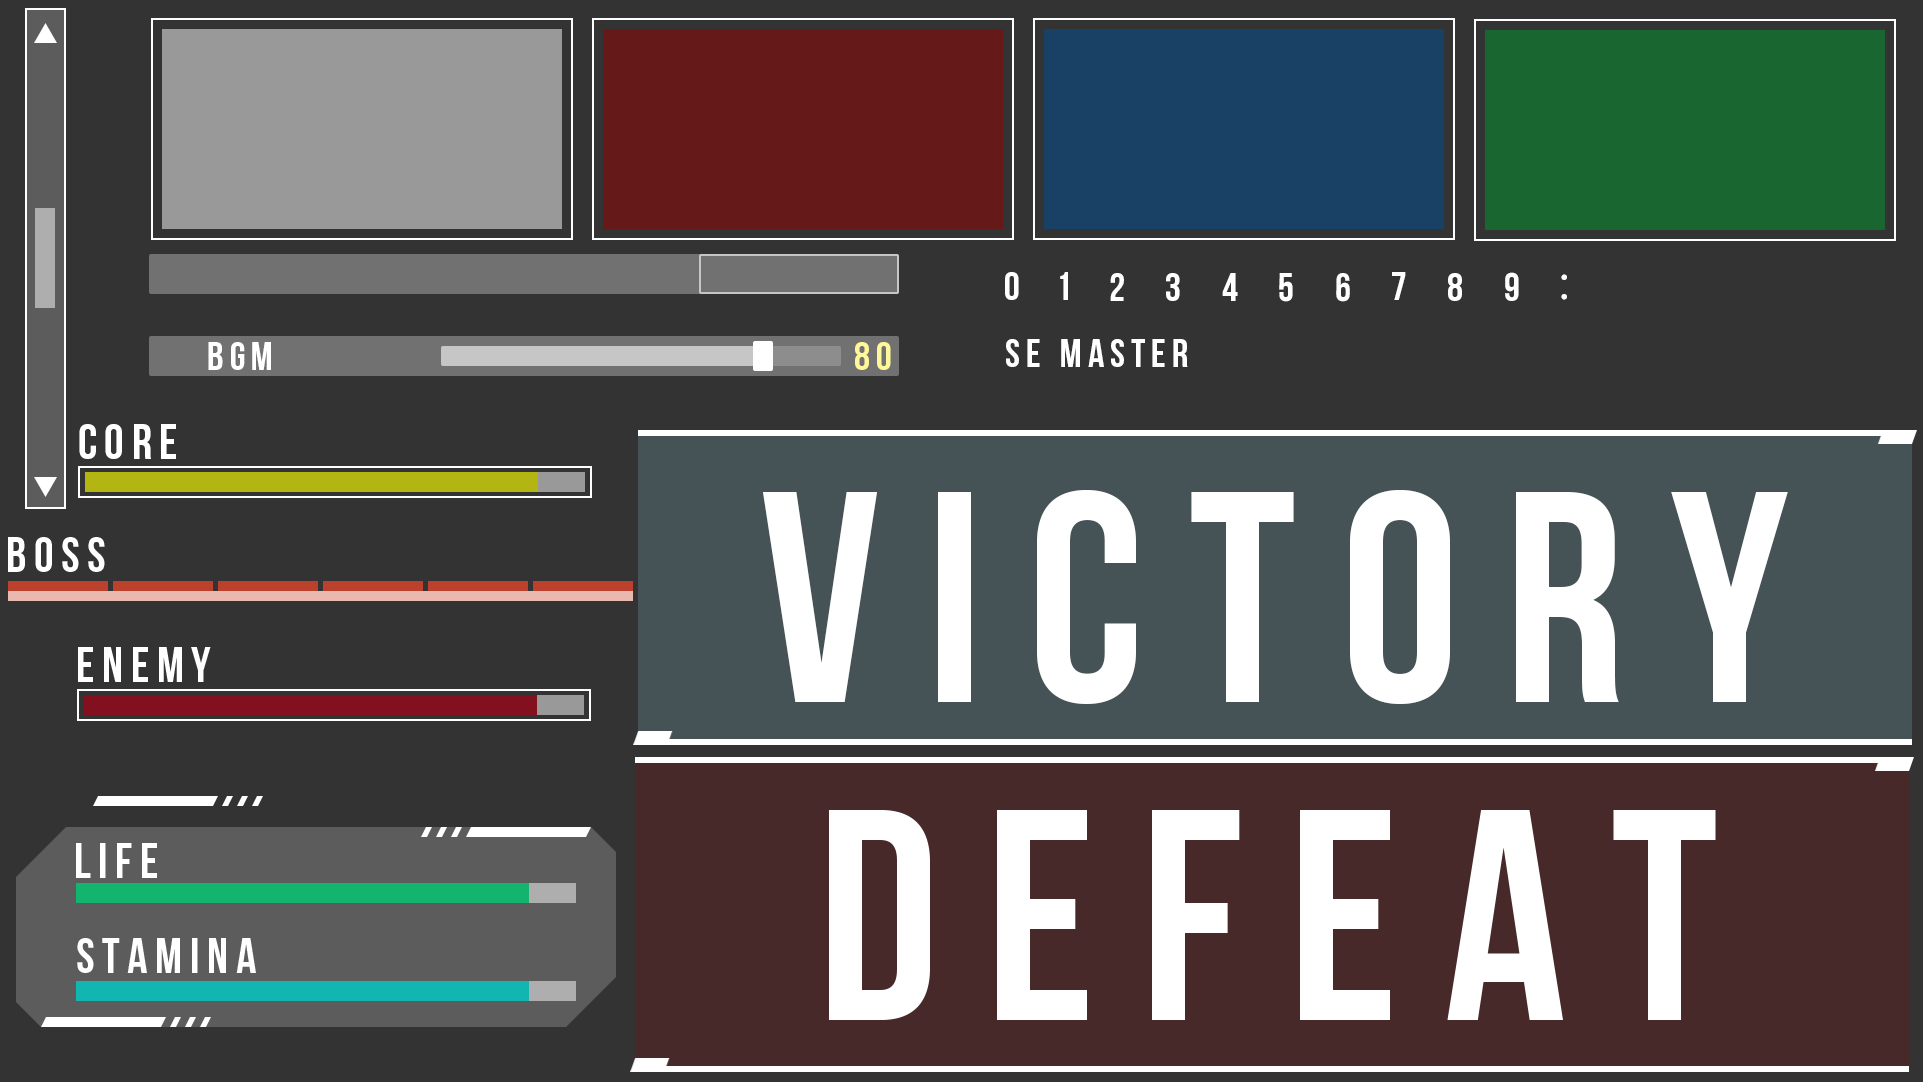 0 1 2 3 4 5 6 7 8 9 :
BGM 80
SE MASTER
CORE
BOSS
ENEMY
VICTORY
LIFE
STAMINA
DEFEAT